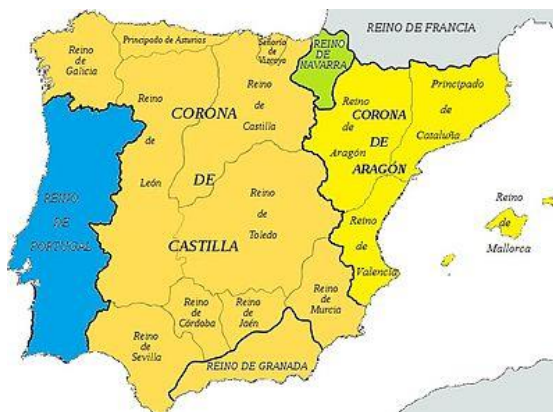 REINO DE FRANCIA
Reino
de
Galicia
Principado de Asturias
Señorío
de
Vizcaya
REINO
DE
NAVARRA
Reino
de
León
CORONA
DE
CASTILLA
Reino
de
Castilla
Reino
de
Aragón
CORONA
DE
ARAGÓN
Principado
de
Cataluña
REINO
DE
PORTUGAL
Reino
de
Toledo
Reino
de
Valencia
Reino
de
Mallorca
Reino
de
Córdoba
Reino
de
Jaén
Reino
de
Murcia
Reino
de
Sevilla
REINO DE GRANADA